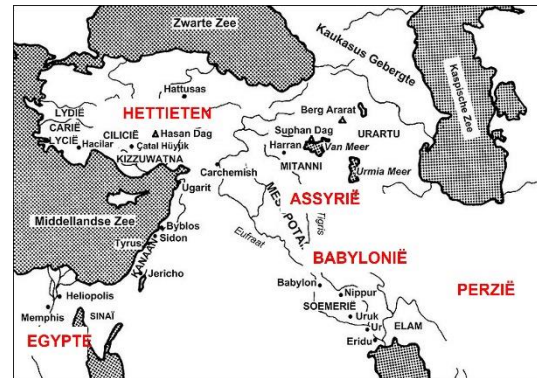 Zwarte Zee
Kaukasus Gebergte
Kaspische Zee
Hattusas
HETTIETEN
LYDIË
CARIË
LYCIË
Hacilar
CILICIË
Hasan Dag
Çatal Hüyük
KIZZUWATNA
Berg Ararat
Suphan Dag
URARTU
Van Meer
Harran
MITANNI
Urmia Meer
Carchemish
Ugarit
ASSYRIË
MESOPOTAMIË
Tigris
Middellandse Zee
Byblos
Sidon
Tyrus
KANAÄN
Eufraat
BABYLONIË
Jericho
Babylon
Nippur
PERZIË
SOEMERIË
Uruk
Ur
ELAM
Eridu
Heliopolis
Memphis
SINAÏ
EGYPTE